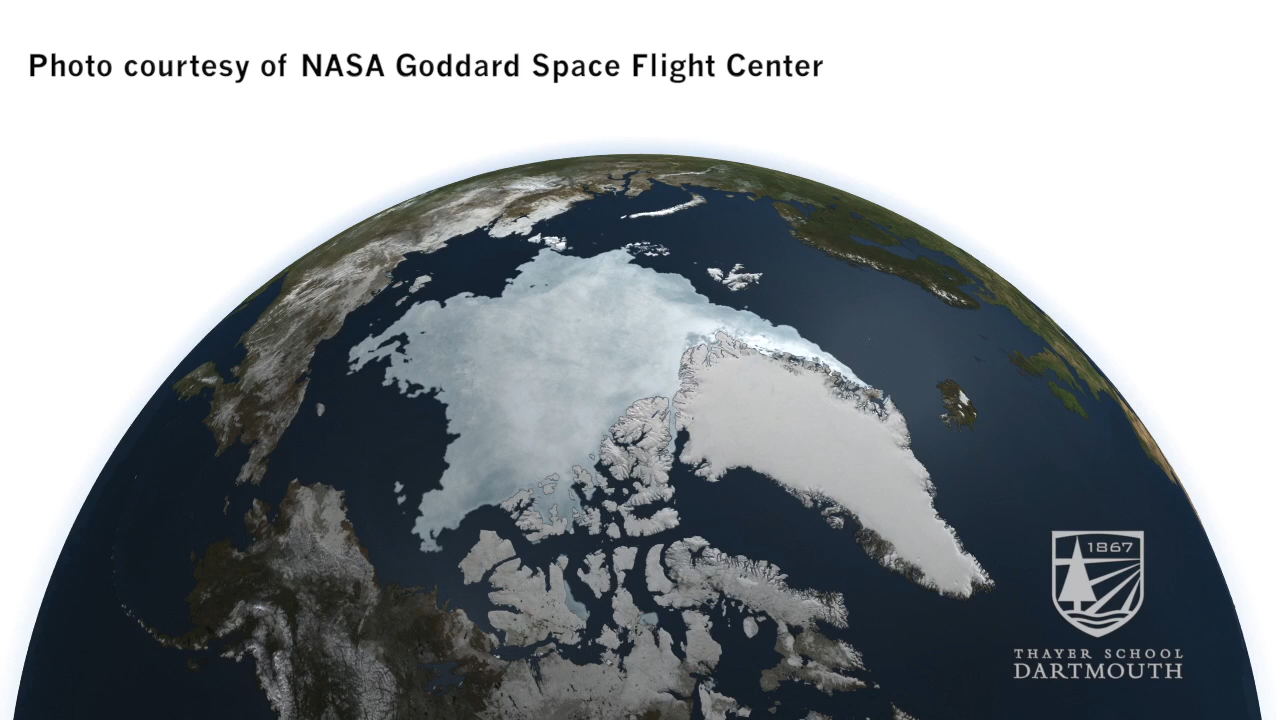 Photo courtesy of NASA Goddard Space Flight Center
1867
THAYER SCHOOL
DARTMOUTH